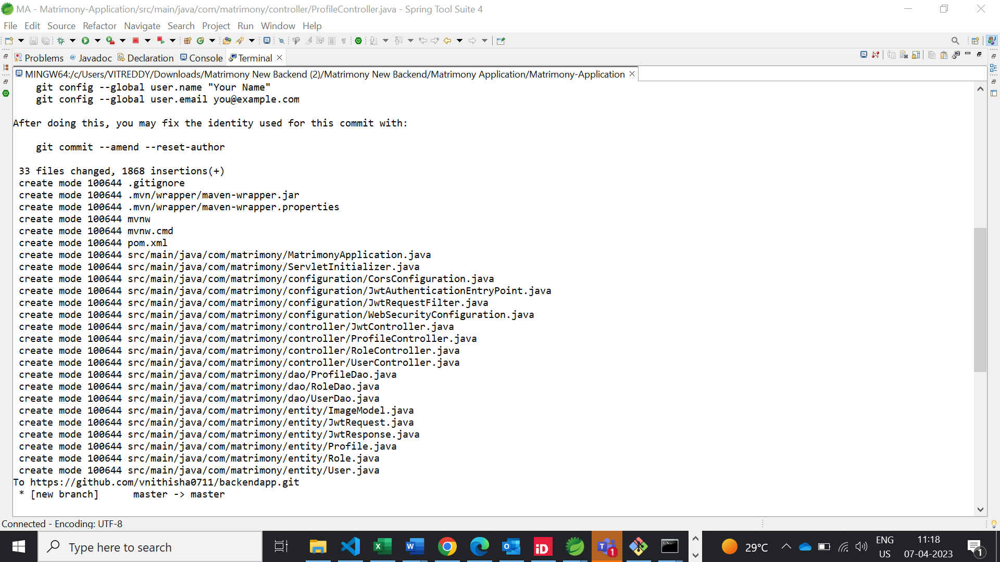 MA - Matrimony-Application/src/main/java/com/matrimony/controller/ProfileController.java - Spring Tool Suite 4
File Edit Source Refactor Navigate Search Project Run Window Help
Problems @ Javadoc Declaration Console Terminal
MINGW64:/c/Users/VITREDDY/Downloads/Matrimony New Backend (2)/Matrimony New Backend/Matrimony Application/Matrimony-Application
git config --global user.name "Your Name"
git config --global user.email you@example.com
After doing this, you may fix the identity used for this commit with:
git commit --amend --reset-author
33 files changed, 1868 insertions(+)
create mode 100644 .gitignore
create mode 100644 .mvn/wrapper/maven-wrapper.jar
create mode 100644 .mvn/wrapper/maven-wrapper.properties
create mode 100644 mvnw
create mode 100644 mvnw.cmd
create mode 100644 pom.xml
create mode 100644 src/main/java/com/matrimony/MatrimonyApplication.java
create mode 100644 src/main/java/com/matrimony/ServletInitializer.java
create mode 100644 src/main/java/com/matrimony/configuration/CorsConfiguration.java
create mode 100644 src/main/java/com/matrimony/configuration/JwtAuthenticationEntryPoint.java
create mode 100644 src/main/java/com/matrimony/configuration/JwtRequestFilter.java
create mode 100644 src/main/java/com/matrimony/configuration/WebSecurityConfiguration.java
create mode 100644 src/main/java/com/matrimony/controller/JwtController.java
create mode 100644 src/main/java/com/matrimony/controller/ProfileController.java
create mode 100644 src/main/java/com/matrimony/controller/RoleController.java
create mode 100644 src/main/java/com/matrimony/controller/UserController.java
create mode 100644 src/main/java/com/matrimony/dao/ProfileDao.java
create mode 100644 src/main/java/com/matrimony/dao/RoleDao.java
create mode 100644 src/main/java/com/matrimony/dao/UserDao.java
create mode 100644 src/main/java/com/matrimony/entity/ImageModel.java
create mode 100644 src/main/java/com/matrimony/entity/JwtRequest.java
create mode 100644 src/main/java/com/matrimony/entity/JwtResponse.java
create mode 100644 src/main/java/com/matrimony/entity/Profile.java
create mode 100644 src/main/java/com/matrimony/entity/Role.java
create mode 100644 src/main/java/com/matrimony/entity/User.java
To https://github.com/vnithisha0711/backendapp.git
* [new branch] master -> master
Connected - Encoding: UTF-8
Type here to search
29°C
ENG
US
11:18
07-04-2023
1